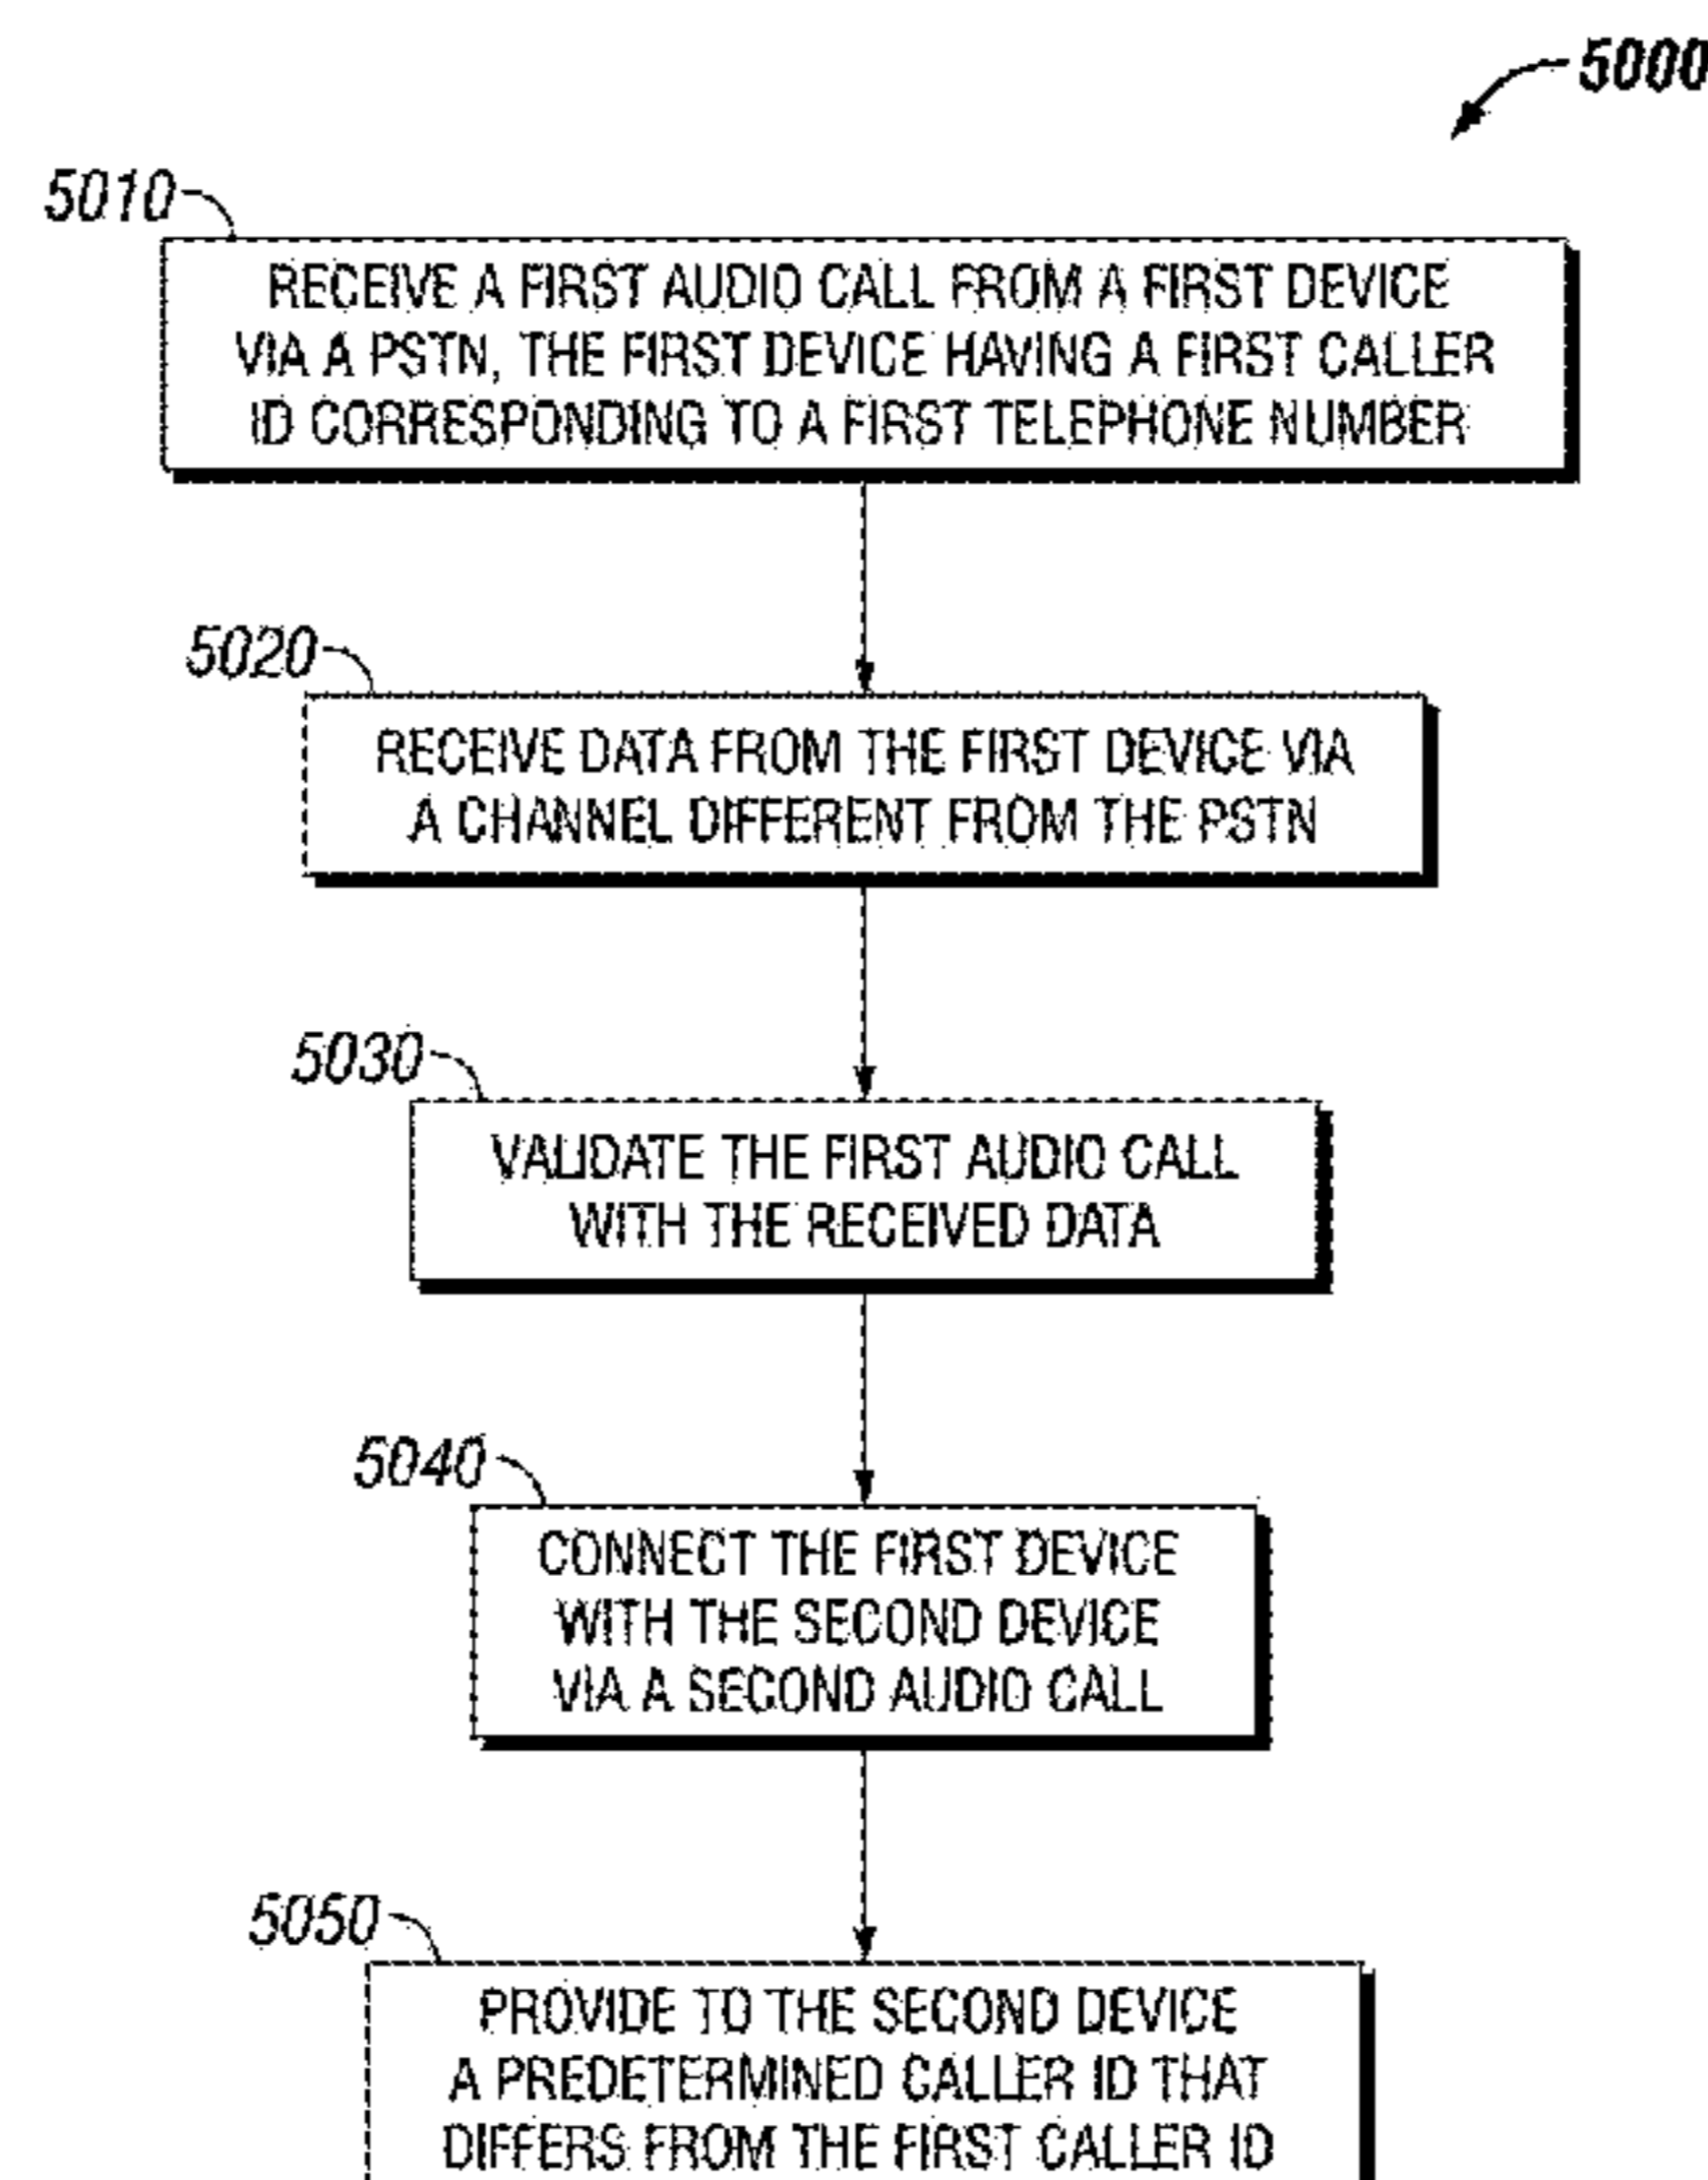 5000
5010
RECEIVE A FIRST AUDIO CALL FROM A FIRST DEVICE
VIA A PSTN, THE FIRST DEVICE HAVING A FIRST CALLER
ID CORRESPONDING TO A FIRST TELEPHONE NUMBER
5020
RECEIVE DATA FROM THE FIRST DEVICE VIA
A CHANNEL DIFFERENT FROM THE PSTN
5030
VALIDATE THE FIRST AUDIO CALL
WITH THE RECEIVED DATA
5040
CONNECT THE FIRST DEVICE
WITH THE SECOND DEVICE
VIA A SECOND AUDIO CALL
5050
PROVIDE TO THE SECOND DEVICE
A PREDETERMINED CALLER ID THAT
DIFFERS FROM THE FIRST CALLER ID